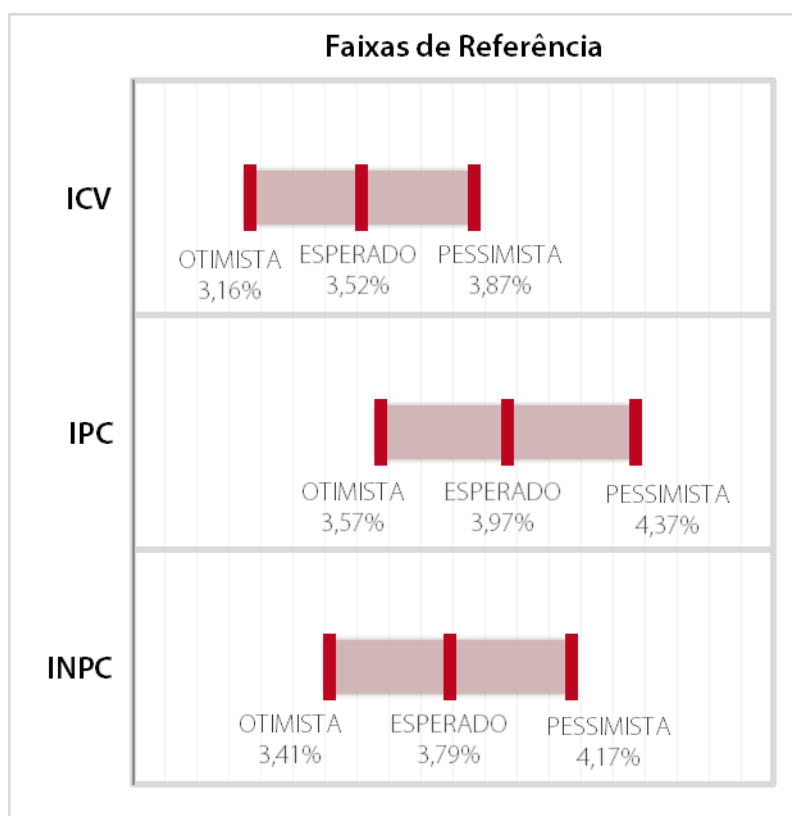 Faixas de Referência
ICV
OTIMISTA
3,16%
ESPERADO
3,52%
PESSIMISTA
3,87%
IPC
OTIMISTA
3,57%
ESPERADO
3,97%
PESSIMISTA
4,37%
INPC
OTIMISTA
3,41%
ESPERADO
3,79%
PESSIMISTA
4,17%